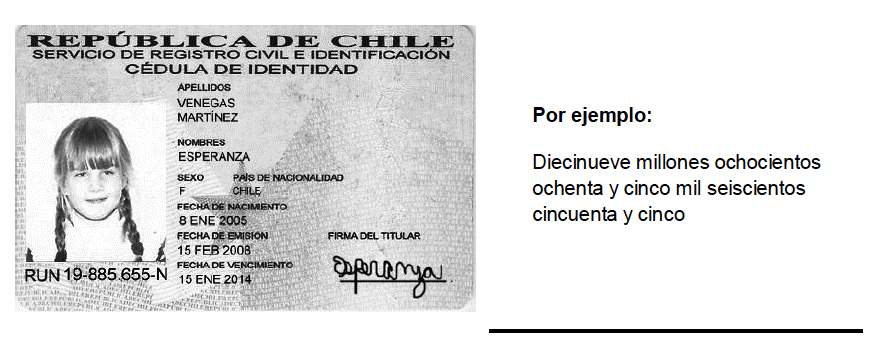 REPÚBLICA DE CHILE
SERVICIO DE REGISTRO CIVIL E IDENTIFICACIÓN
CÉDULA DE IDENTIDAD
APELLIDOS
VENEGAS
MARTÍNEZ
NOMBRES
ESPERANZA
SEXO PAÍS DE NACIONALIDAD
F CHILE
FECHA DE NACIMIENTO
8 ENE 2005
FECHA DE EMISIÓN FIRMA DEL TITULAR
15 FEB 2008
FECHA DE VENCIMIENTO
15 ENE 2014
esperanza
RUN 19-885.655-N
Por ejemplo:
Diecinueve millones ochocientos
ochenta y cinco mil seiscientos
cincuenta y cinco